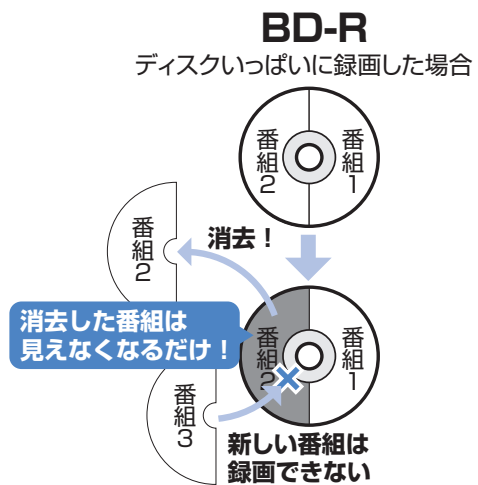 BD-R
ディスクいっぱいに録画した場合
番組2
番組1
番組2
消去！
消去した番組は
見えなくなるだけ！
番組2
番組1
番組3
新しい番組は
録画できない